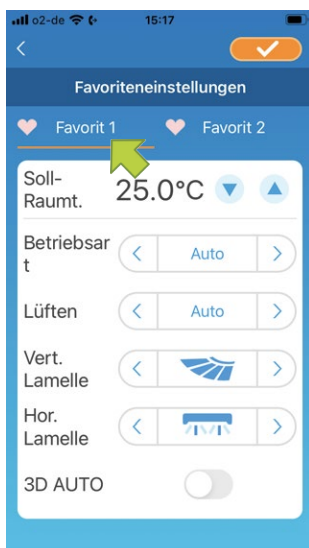 o2-de 15:17
Favoriteneinstellungen
Favorit 1 Favorit 2
Soll-
Raumt. 25.0°C
Betriebsar
t Auto
Lüften Auto
Vert.
Lamelle
Hor.
Lamelle
3D AUTO